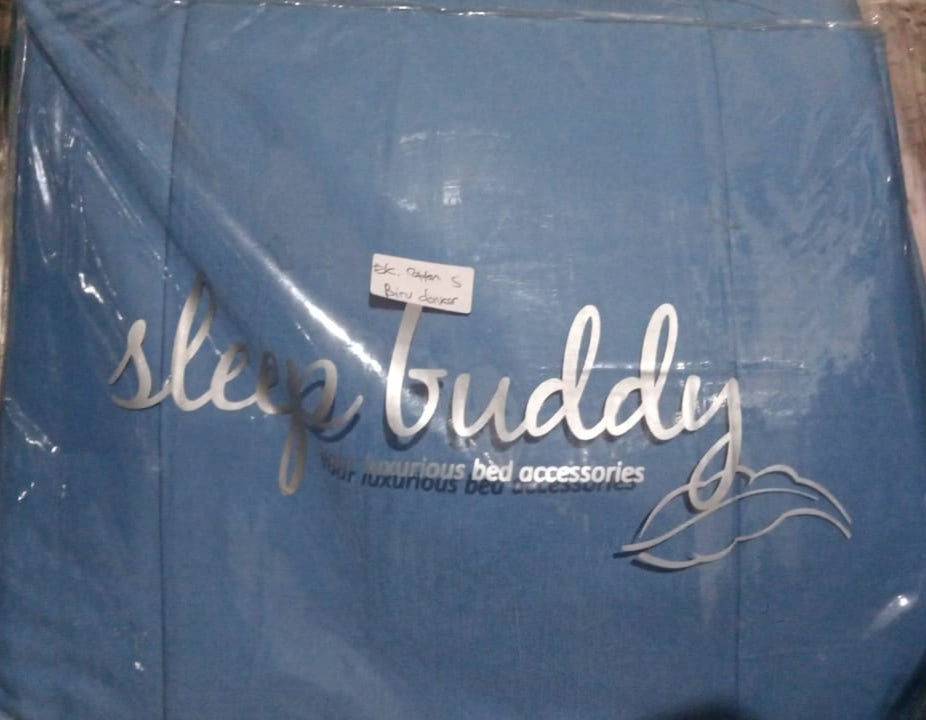 Biru donker
sleep buddy
your luxurious bed accessories